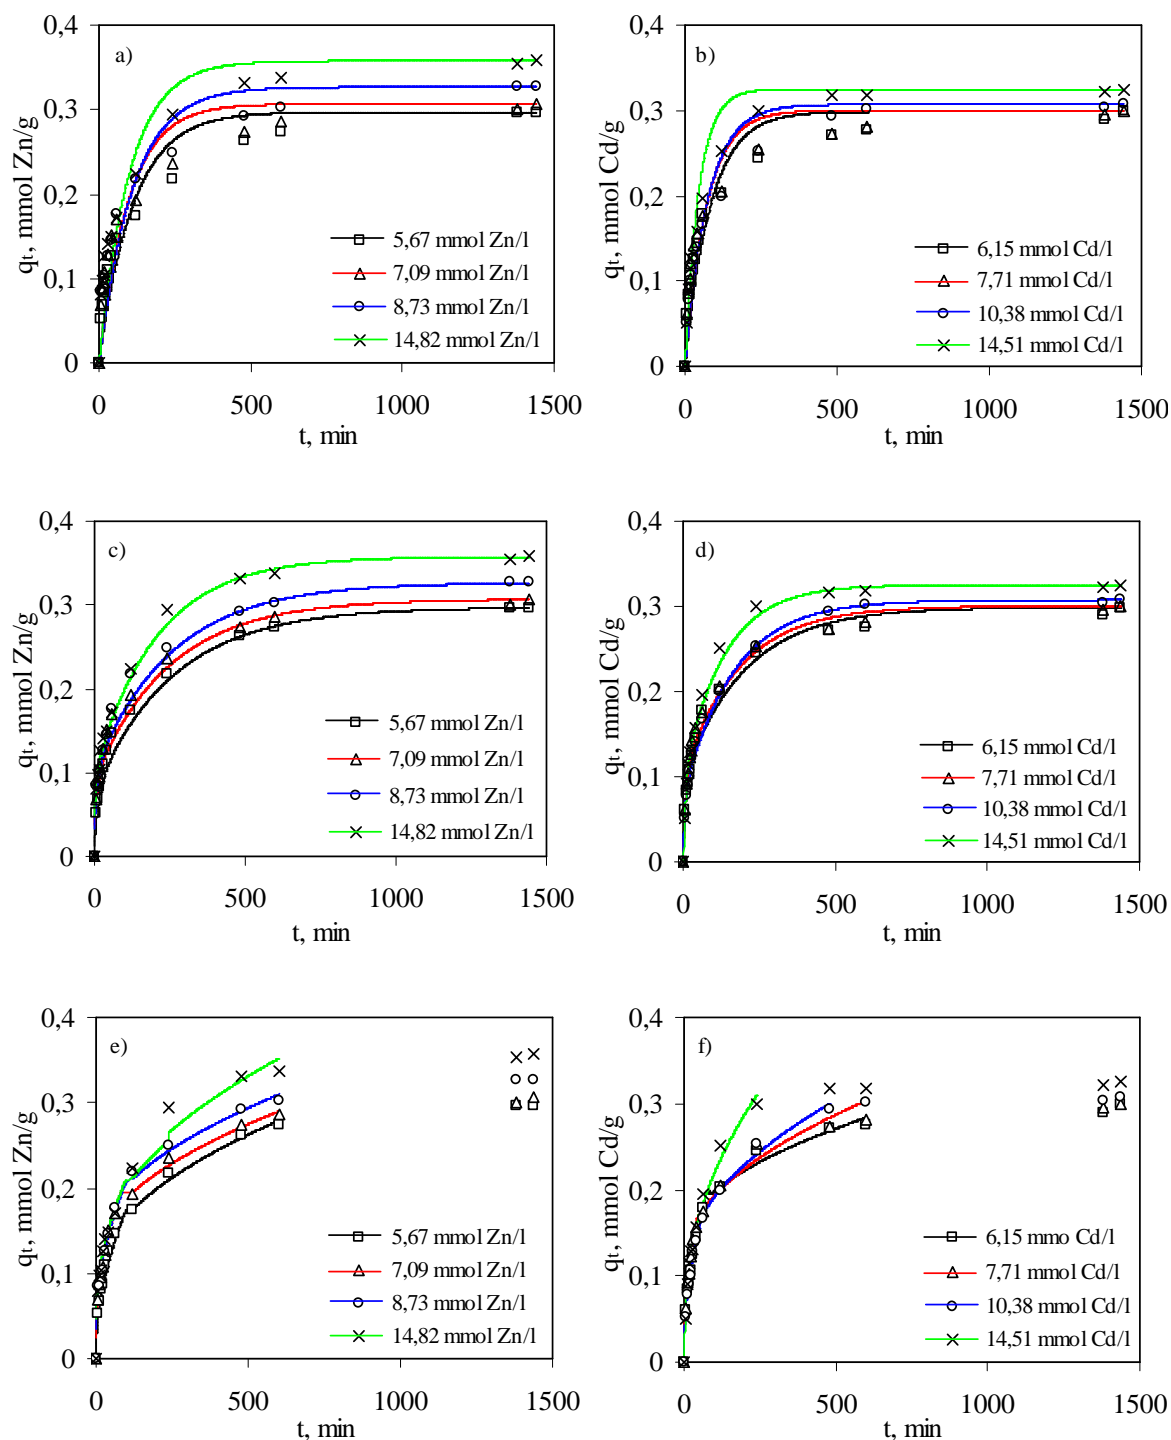 a)
qt, mmol Zn/g
0,4
0,3
0,2
0,1
0
5,67 mmol Zn/l
7,09 mmol Zn/l
8,73 mmol Zn/l
14,82 mmol Zn/l
0 500 1000 1500
t, min
b)
qt, mmol Cd/g
0,4
0,3
0,2
0,1
0
6,15 mmol Cd/l
7,71 mmol Cd/l
10,38 mmol Cd/l
14,51 mmol Cd/l
0 500 1000 1500
t, min
c)
qt, mmol Zn/g
0,4
0,3
0,2
0,1
0
5,67 mmol Zn/l
7,09 mmol Zn/l
8,73 mmol Zn/l
14,82 mmol Zn/l
0 500 1000 1500
t, min
d)
qt, mmol Cd/g
0,4
0,3
0,2
0,1
0
6,15 mmol Cd/l
7,71 mmol Cd/l
10,38 mmol Cd/l
14,51 mmol Cd/l
0 500 1000 1500
t, min
e)
qt, mmol Zn/g
0,4
0,3
0,2
0,1
0
5,67 mmol Zn/l
7,09 mmol Zn/l
8,73 mmol Zn/l
14,82 mmol Zn/l
0 500 1000 1500
t, min
f)
qt, mmol Cd/g
0,4
0,3
0,2
0,1
0
6,15 mmo Cd/l
7,71 mmol Cd/l
10,38 mmol Cd/l
14,51 mmol Cd/l
0 500 1000 1500
t, min